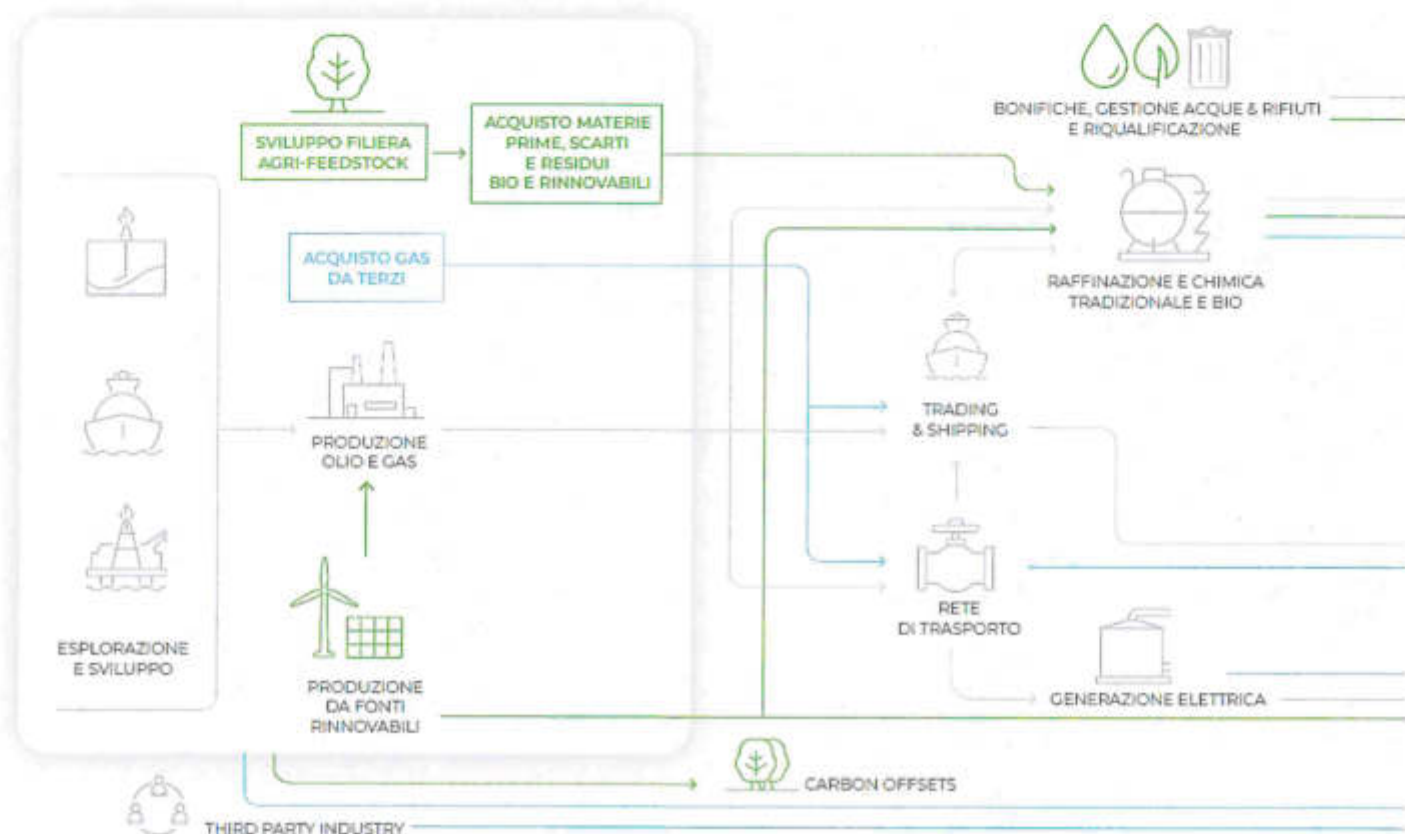 SVILUPPO FILIERA
AGRI-FEEDSTOCK
ACQUISTO MATERIE
PRIME, SCARTI
E RESIDUI
BIO E RINNOVABILI
BONIFICHE, GESTIONE ACQUE & RIFIUTI
E RIQUALIFICAZIONE
ACQUISTO GAS
DA TERZI
RAFFINAZIONE E CHIMICA
TRADIZIONALE E BIO
PRODUZIONE
OLIO E GAS
TRADING
& SHIPPING
ESPLORAZIONE
E SVILUPPO
PRODUZIONE
DA FONTI
RINNOVABILI
RETE
DI TRASPORTO
GENERAZIONE ELETTRICA
CARBON OFFSETS
THIRD PARTY INDUSTRY